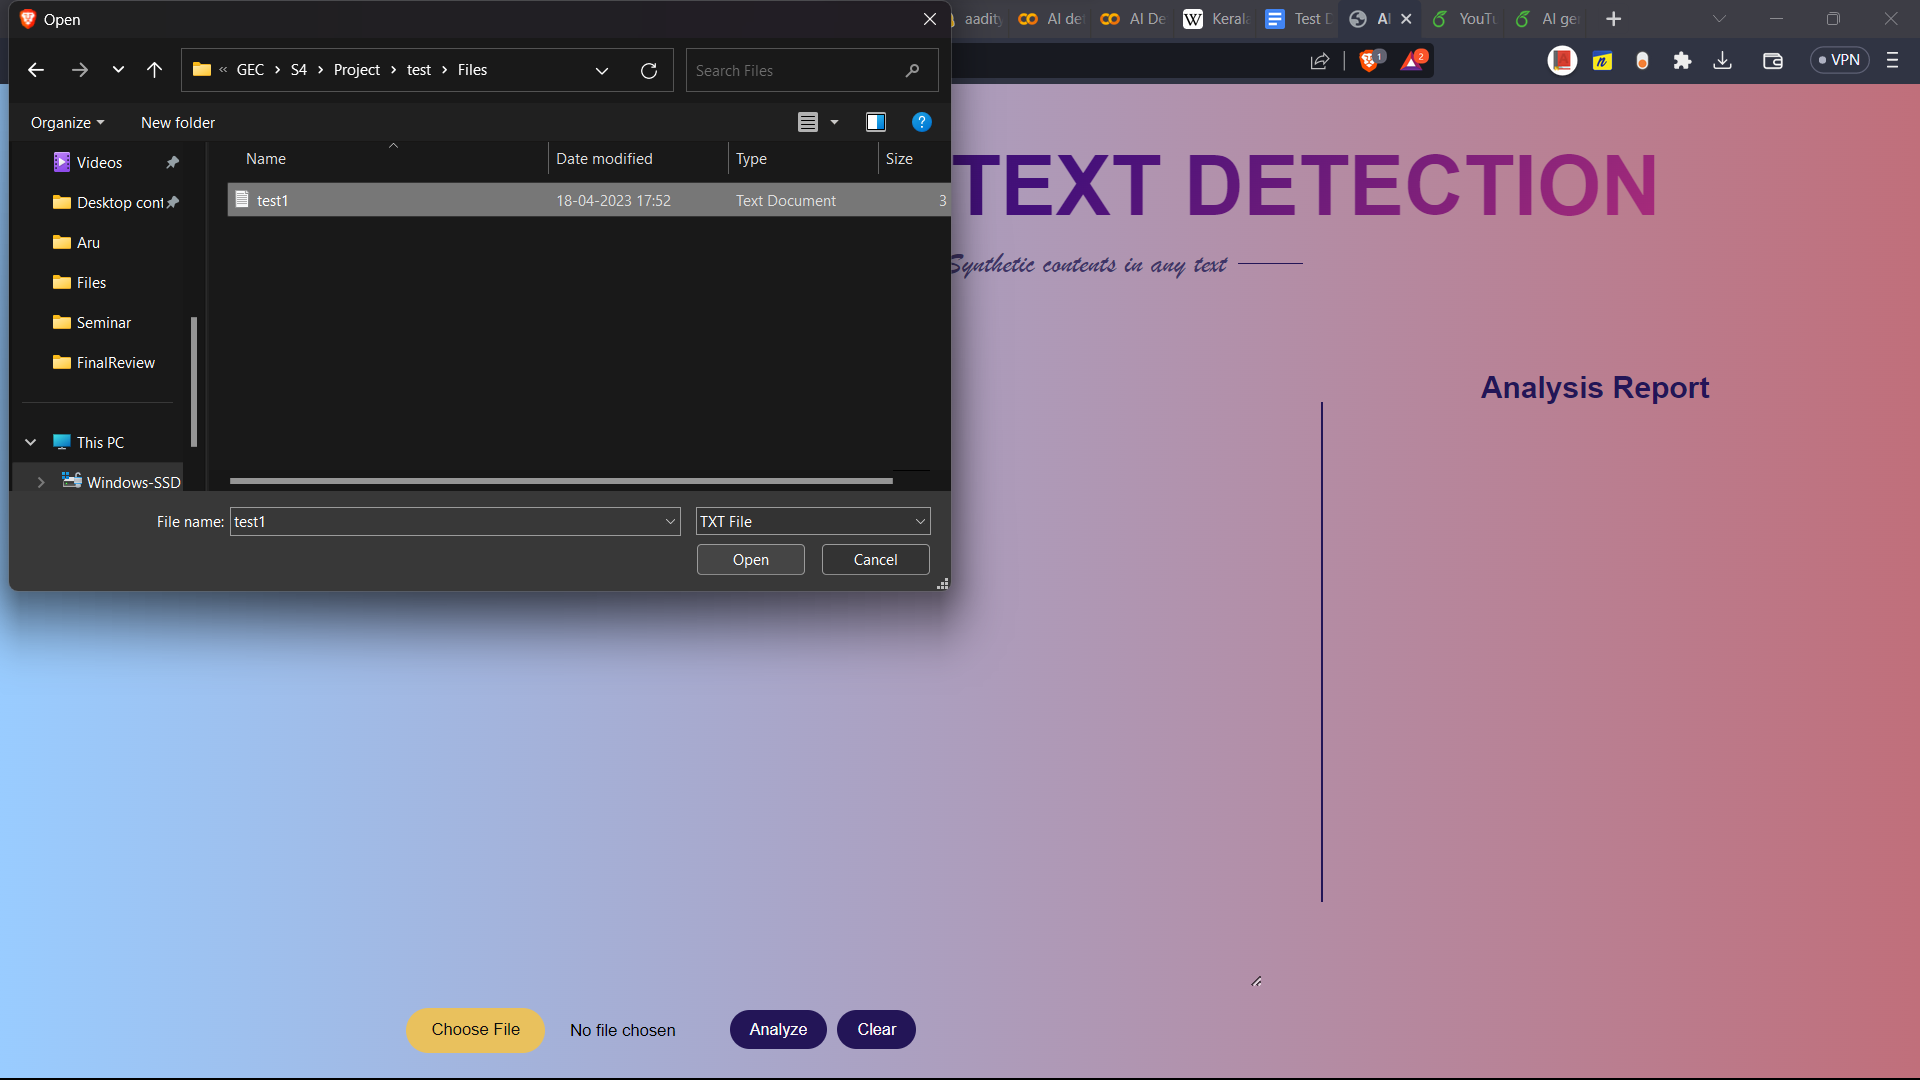 Open
aadity
AI de
AI De
Kerala
Test D
AI
YouTu
AI ge
GEC
S4
Project
test
Files
Search Files
1
2
VPN
Organize
New folder
Videos
Desktop cont
Aru
Files
Seminar
FinalReview
This PC
Windows-SSD
Name
Date modified
Type
Size
test1
18-04-2023 17:52
Text Document
3
File name:
test1
TXT File
Open
Cancel
TEXT DETECTION
Synthetic contents in any text
Analysis Report
Choose File
No file chosen
Analyze
Clear